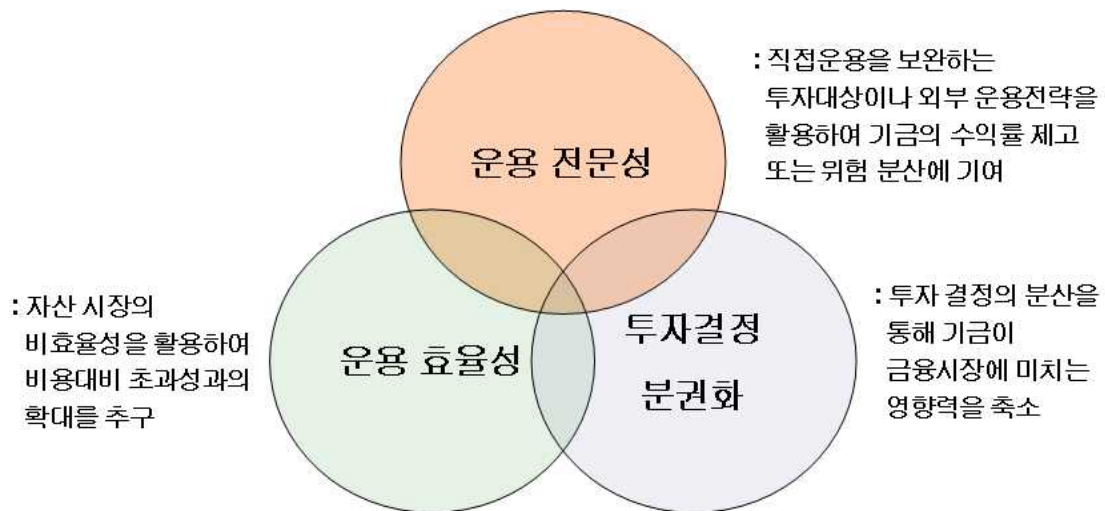 운용 전문성
: 직접운용을 보완하는
투자대상이나 외부 운용전략을
활용하여 기금의 수익률 제고
또는 위험 분산에 기여
운용 효율성
: 자산 시장의
비효율성을 활용하여
비용대비 초과성과의
확대를 추구
투자결정
분권화
: 투자 결정의 분산을
통해 기금이
금융시장에 미치는
영향력을 축소